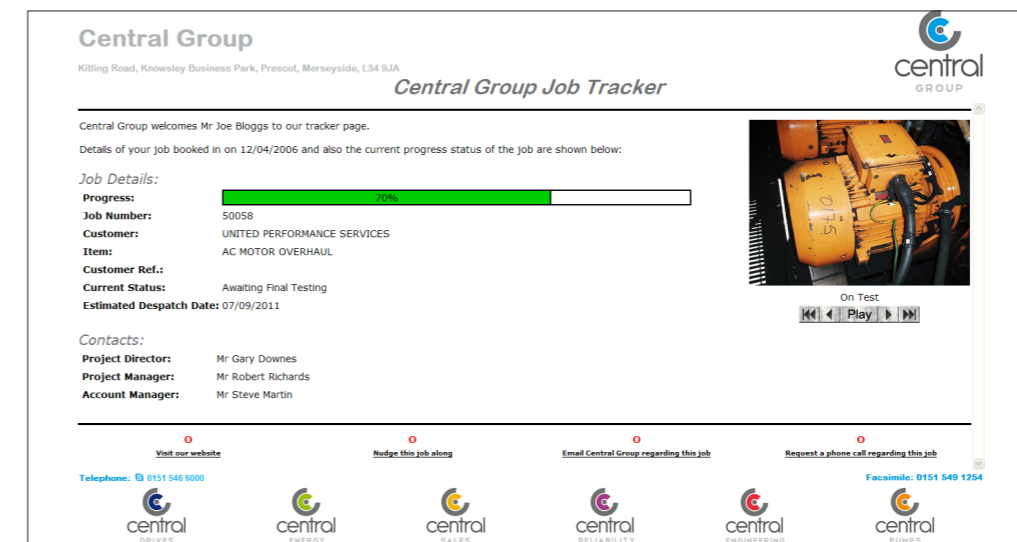 Central Group
Kitling Road, Knowsley Business Park, Prescot, Merseyside, L34 9JA
central
GROUP
Central Group Job Tracker
Central Group welcomes Mr Joe Bloggs to our tracker page.
Details of your job booked in on 12/04/2006 and also the current progress status of the job are shown below:
Job Details:
Progress: 70%
Job Number: 50058
Customer: UNITED PERFORMANCE SERVICES
Item: AC MOTOR OVERHAUL
Customer Ref.:
Current Status: Awaiting Final Testing
Estimated Despatch Date: 07/09/2011
0175
On Test
Play
Contacts:
Project Director: Mr Gary Downes
Project Manager: Mr Robert Richards
Account Manager: Mr Steve Martin
O O O O
Visit our website Nudge this job along Email Central Group regarding this job Request a phone call regarding this job
Telephone: 0151 546 6000 Facsimile: 0151 549 1254
central central central central central central
DRIVES ENERGY SALES RELIABILITY ENGINEERING PUMPS